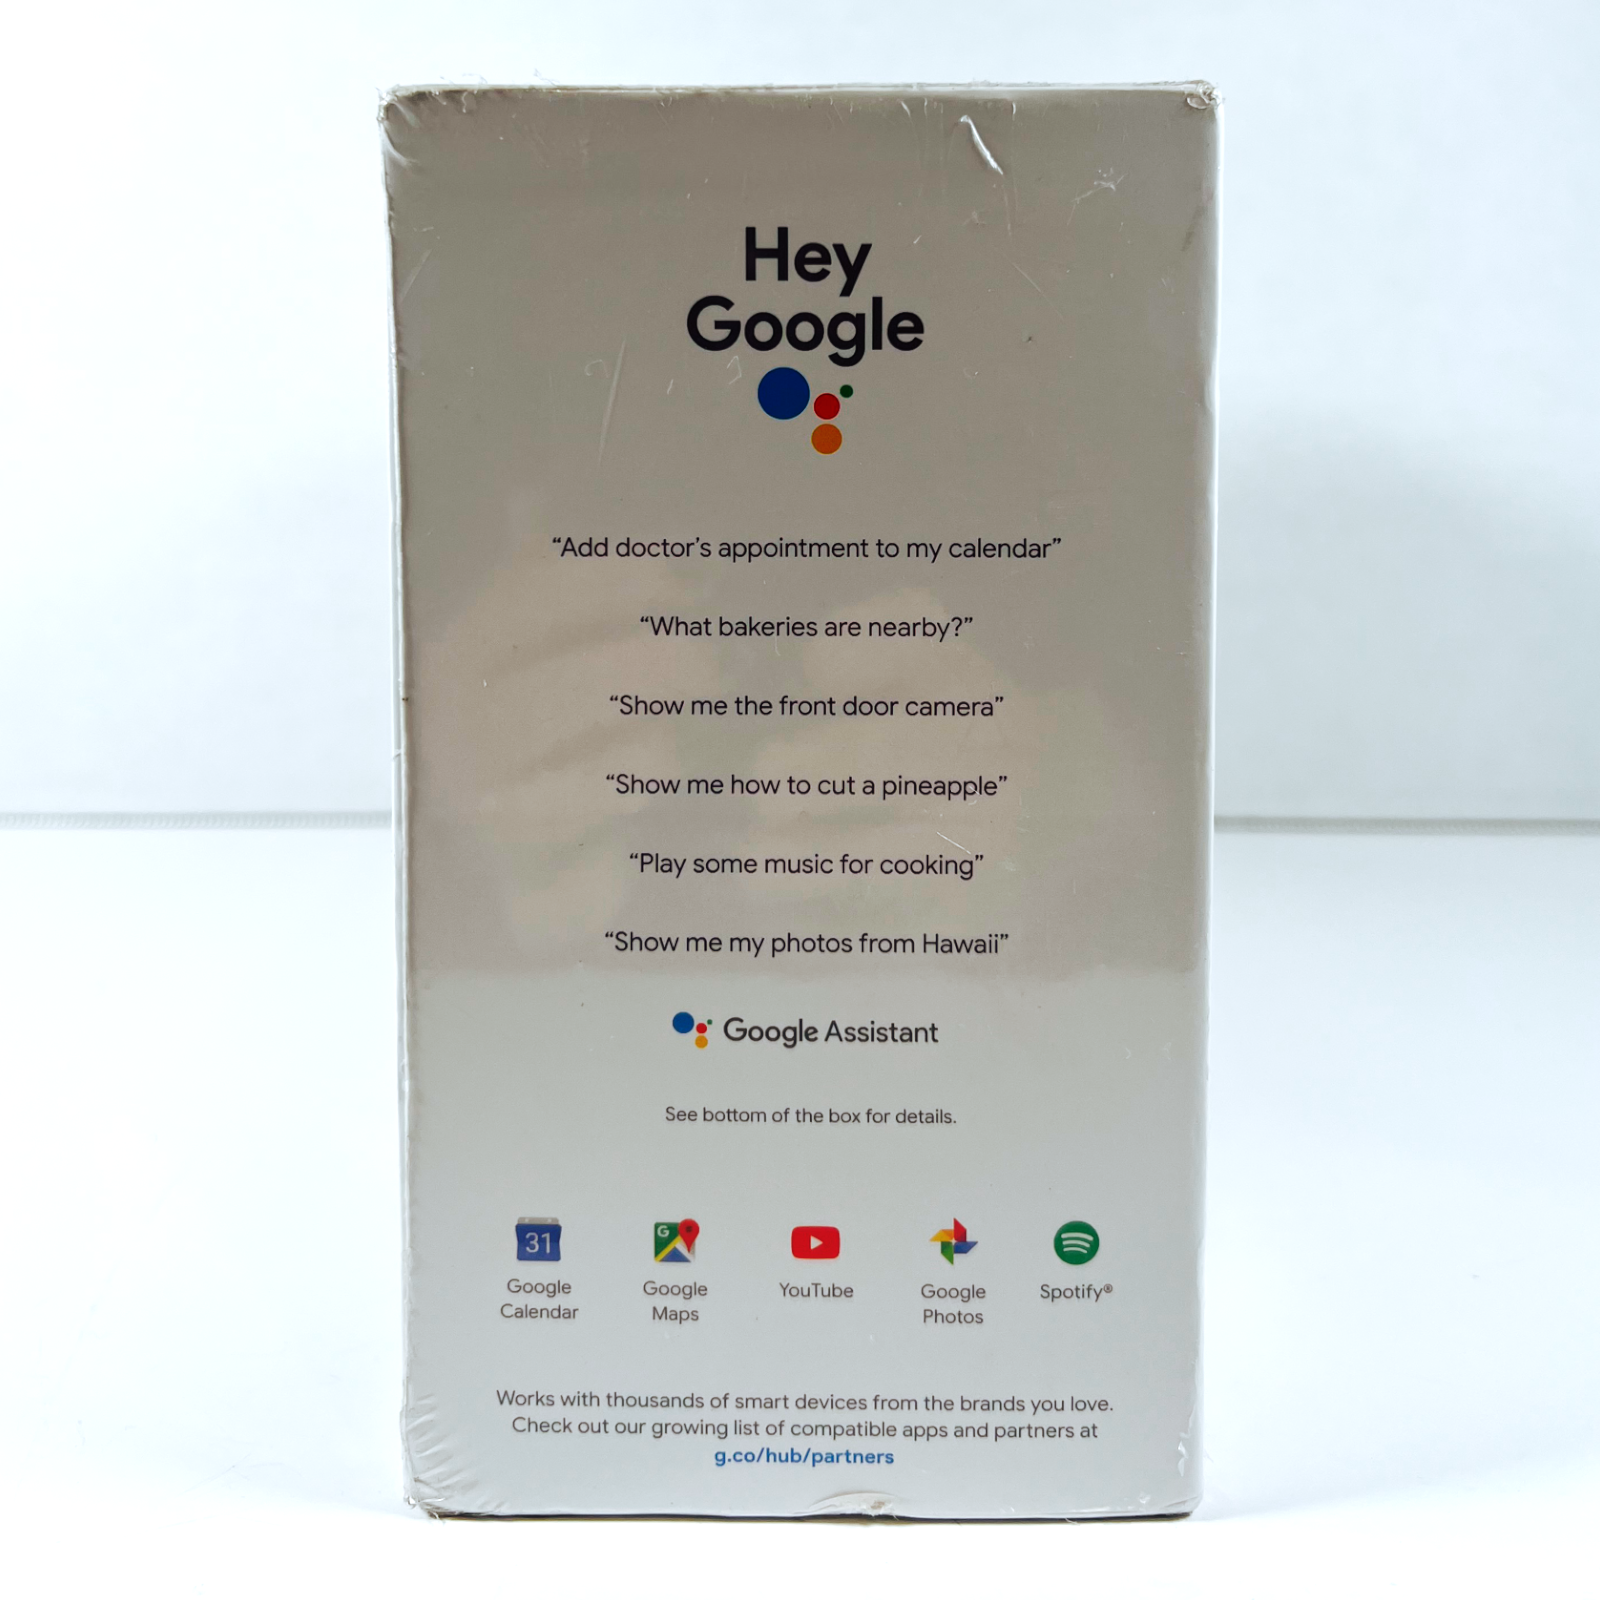 Hey
Google
“Add doctor’s appointment to my calendar”
“What bakeries are nearby?”
“Show me the front door camera”
“Show me how to cut a pineapple”
“Play some music for cooking”
“Show me my photos from Hawaii”
Google Assistant
See bottom of the box for details.
31
G
Google
Calendar
Google
Maps
YouTube
Google
Photos
Spotify®
Works with thousands of smart devices from the brands you love.
Check out our growing list of compatible apps and partners at
g.co/hub/partners